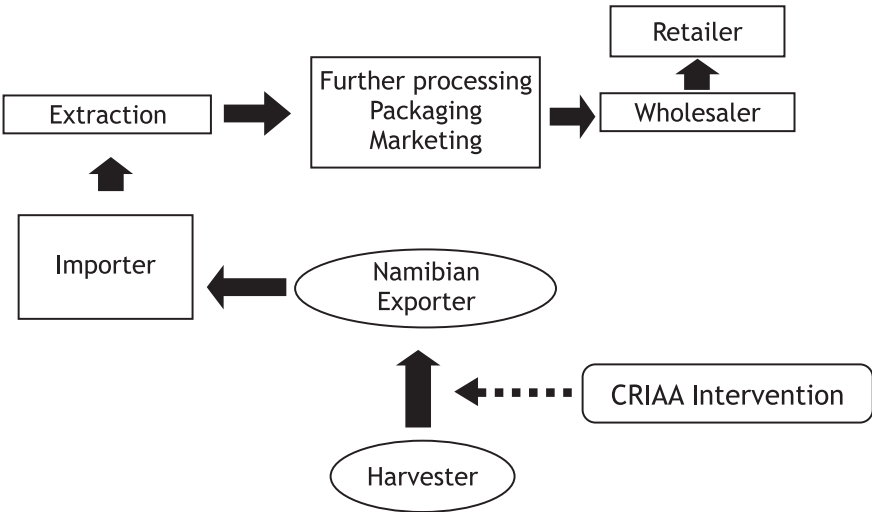 Retailer
Extraction
Further processing
Packaging
Marketing
Wholesaler
Importer
Namibian
Exporter
CRIAA Intervention
Harvester